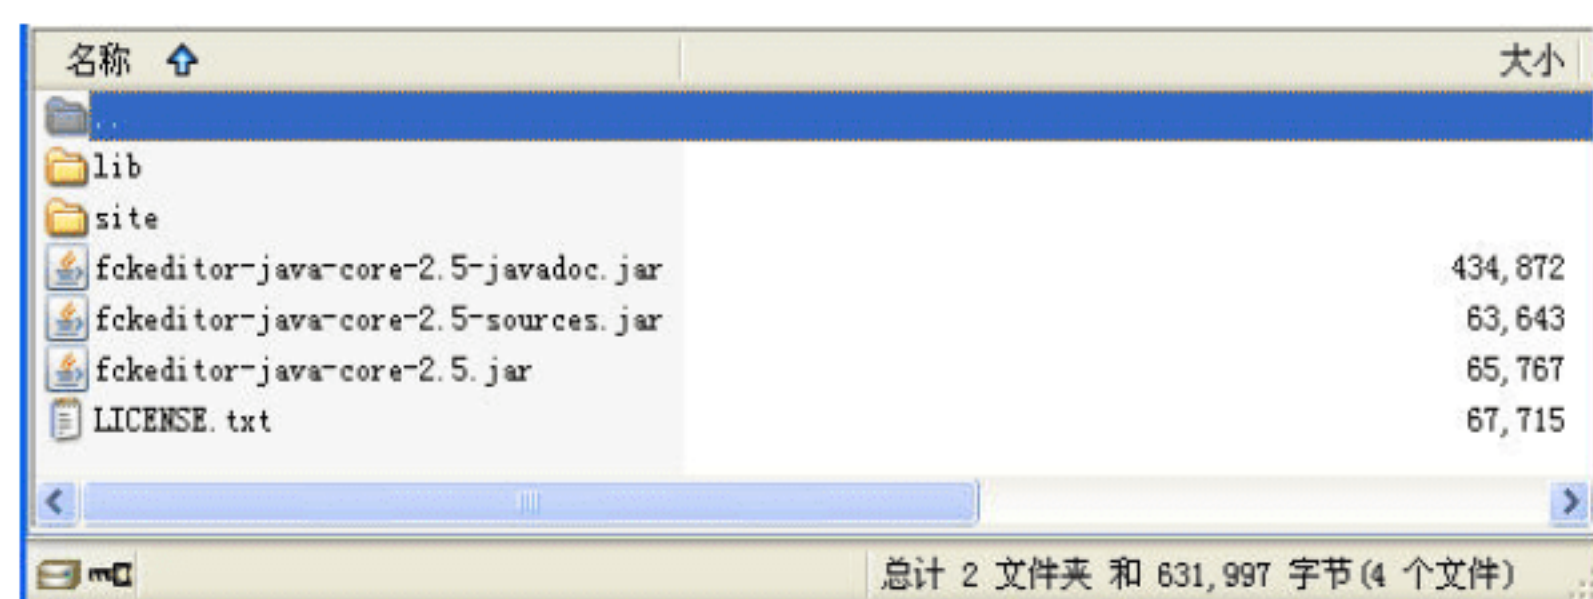 名称 大小
..
lib
site
fckeditor-java-core-2.5-javadoc.jar 434,872
fckeditor-java-core-2.5-sources.jar 63,643
fckeditor-java-core-2.5.jar 65,767
LICENSE.txt 67,715
总计 2 文件夹 和 631,997 字节(4 个文件)